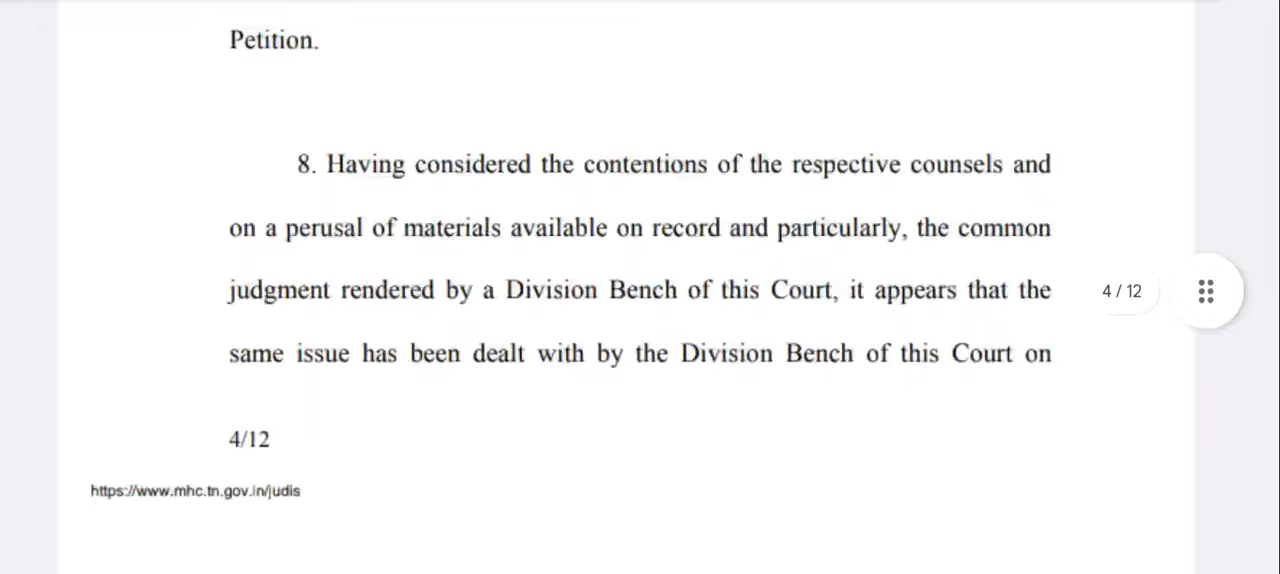 Petition.
8. Having considered the contentions of the respective counsels and
on a perusal of materials available on record and particularly, the common
judgment rendered by a Division Bench of this Court, it appears that the
4 / 12
same issue has been dealt with by the Division Bench of this Court on
4/12
https://www.mhc.tn.gov.in/judis